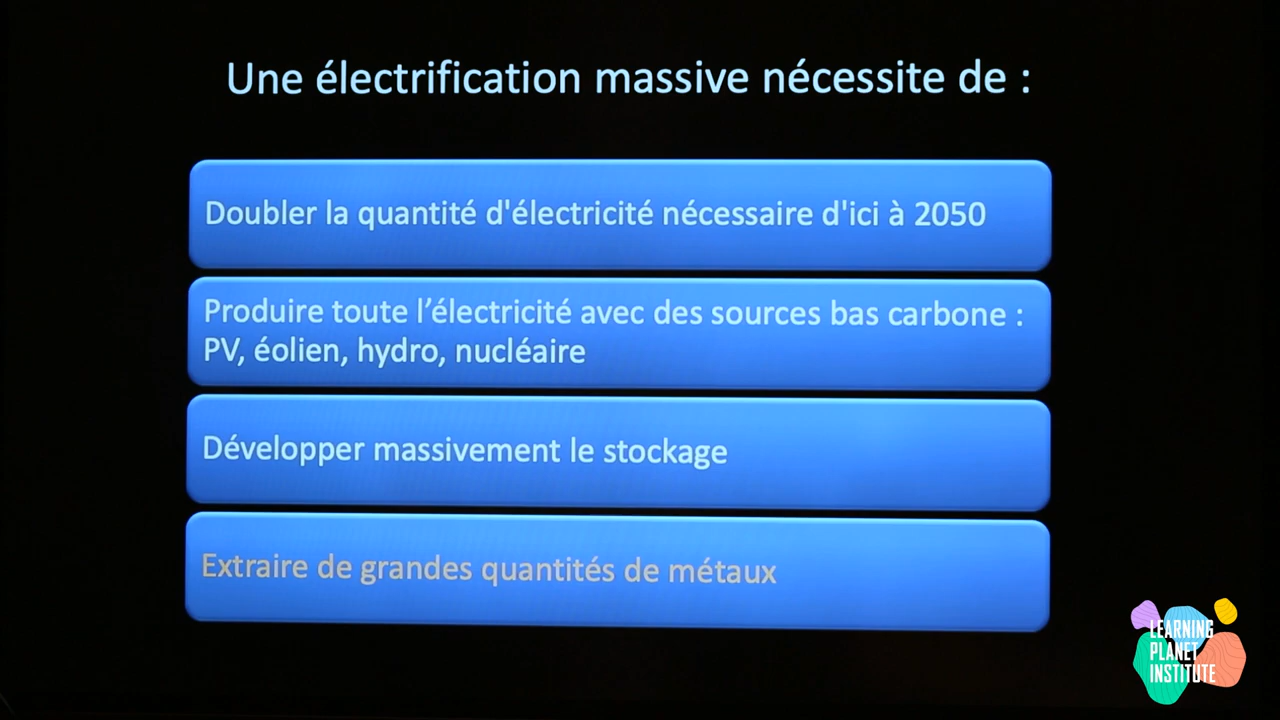 Une électrification massive nécessite de :
Doubler la quantité d'électricité nécessaire d'ici à 2050
Produire toute l’électricité avec des sources bas carbone :
PV, éolien, hydro, nucléaire
Développer massivement le stockage
Extraire de grandes quantités de métaux
LEARNING
PLANET
INSTITUTE